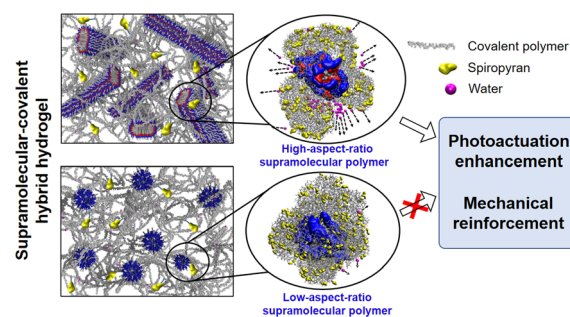 Supramolecular-covalent
hybrid hydrogel
High-aspect-ratio
supramolecular polymer
Low-aspect-ratio
supramolecular polymer
Covalent polymer
Spiropyran
Water
Photoactuation
enhancement
Mechanical
reinforcement